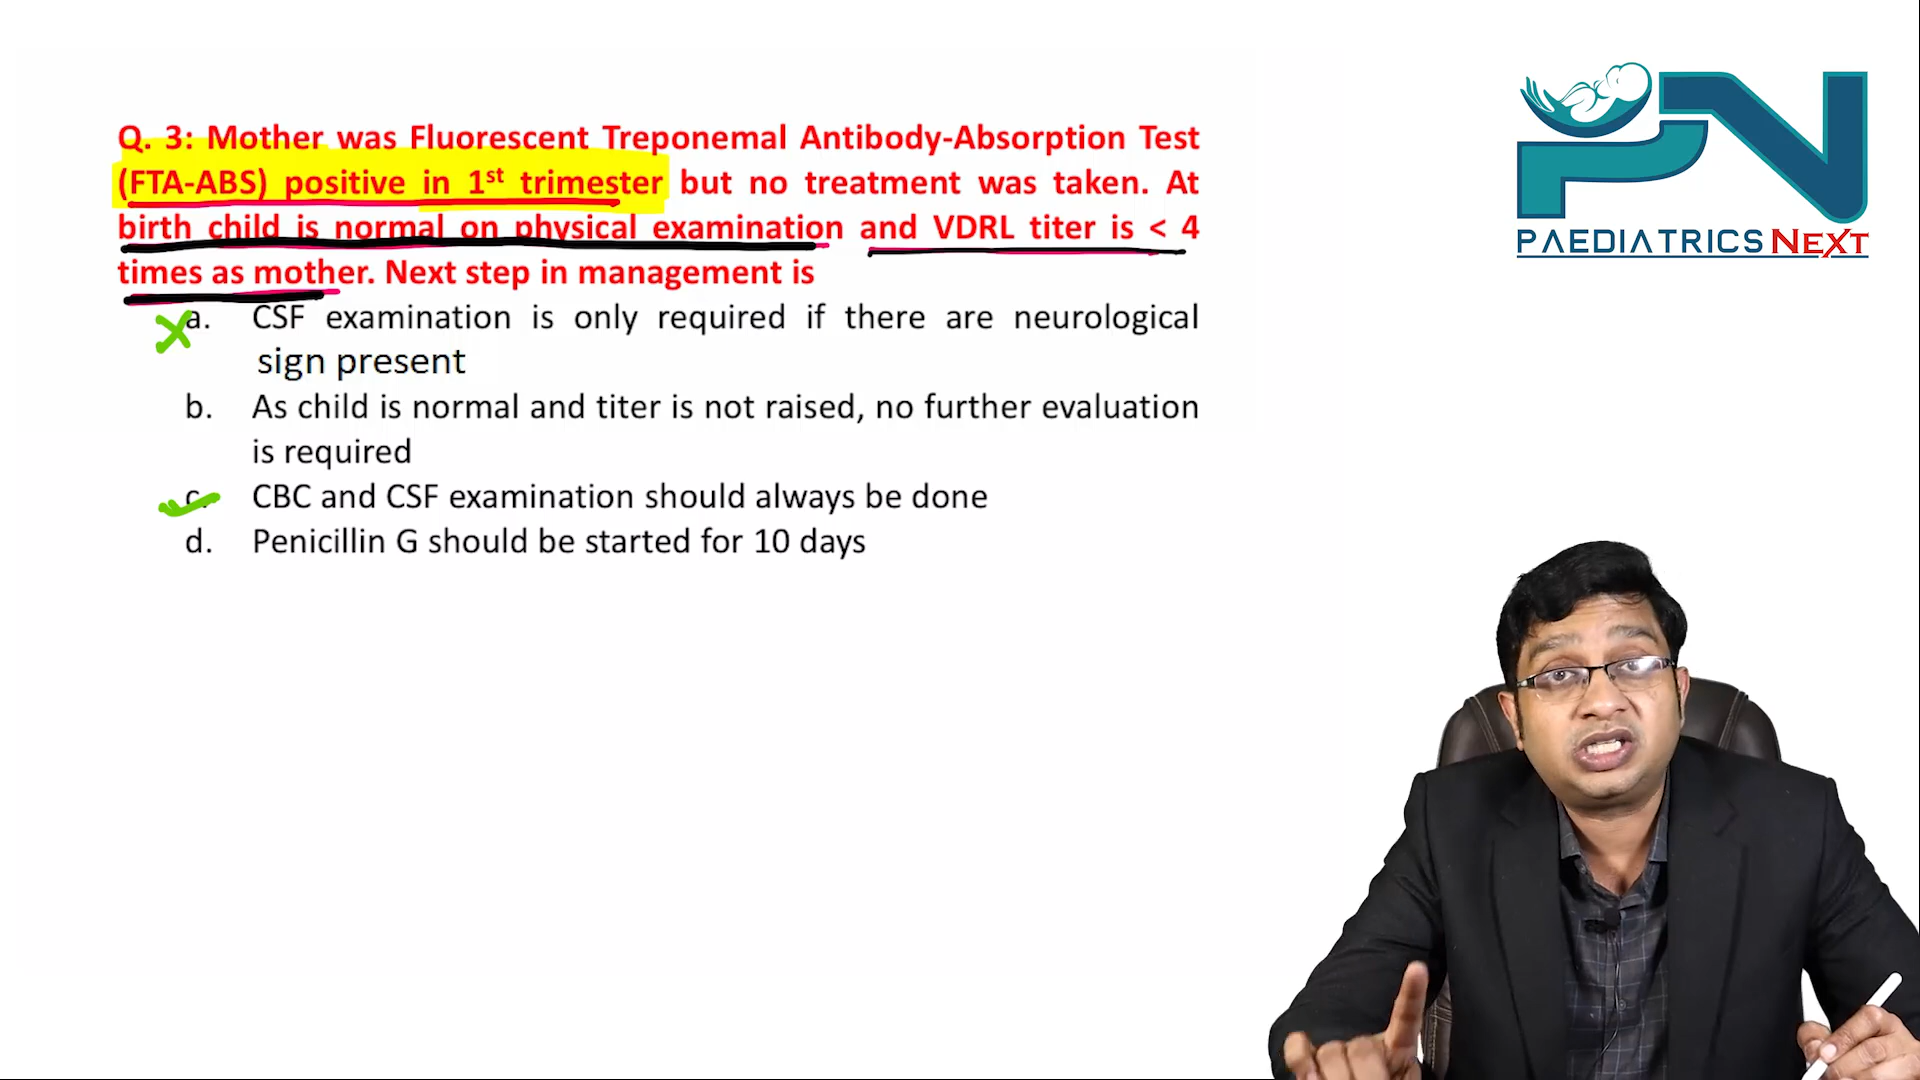 Q. 3: Mother was Fluorescent Treponemal Antibody-Absorption Test
(FTA-ABS) positive in 1st trimester but no treatment was taken. At
birth child is normal on physical examination and VDRL titer is < 4
times as mother. Next step in management is
a. CSF examination is only required if there are neurological
sign present
b. As child is normal and titer is not raised, no further evaluation
is required
c. CBC and CSF examination should always be done
d. Penicillin G should be started for 10 days
PN
PAEDIATRICS NEXT